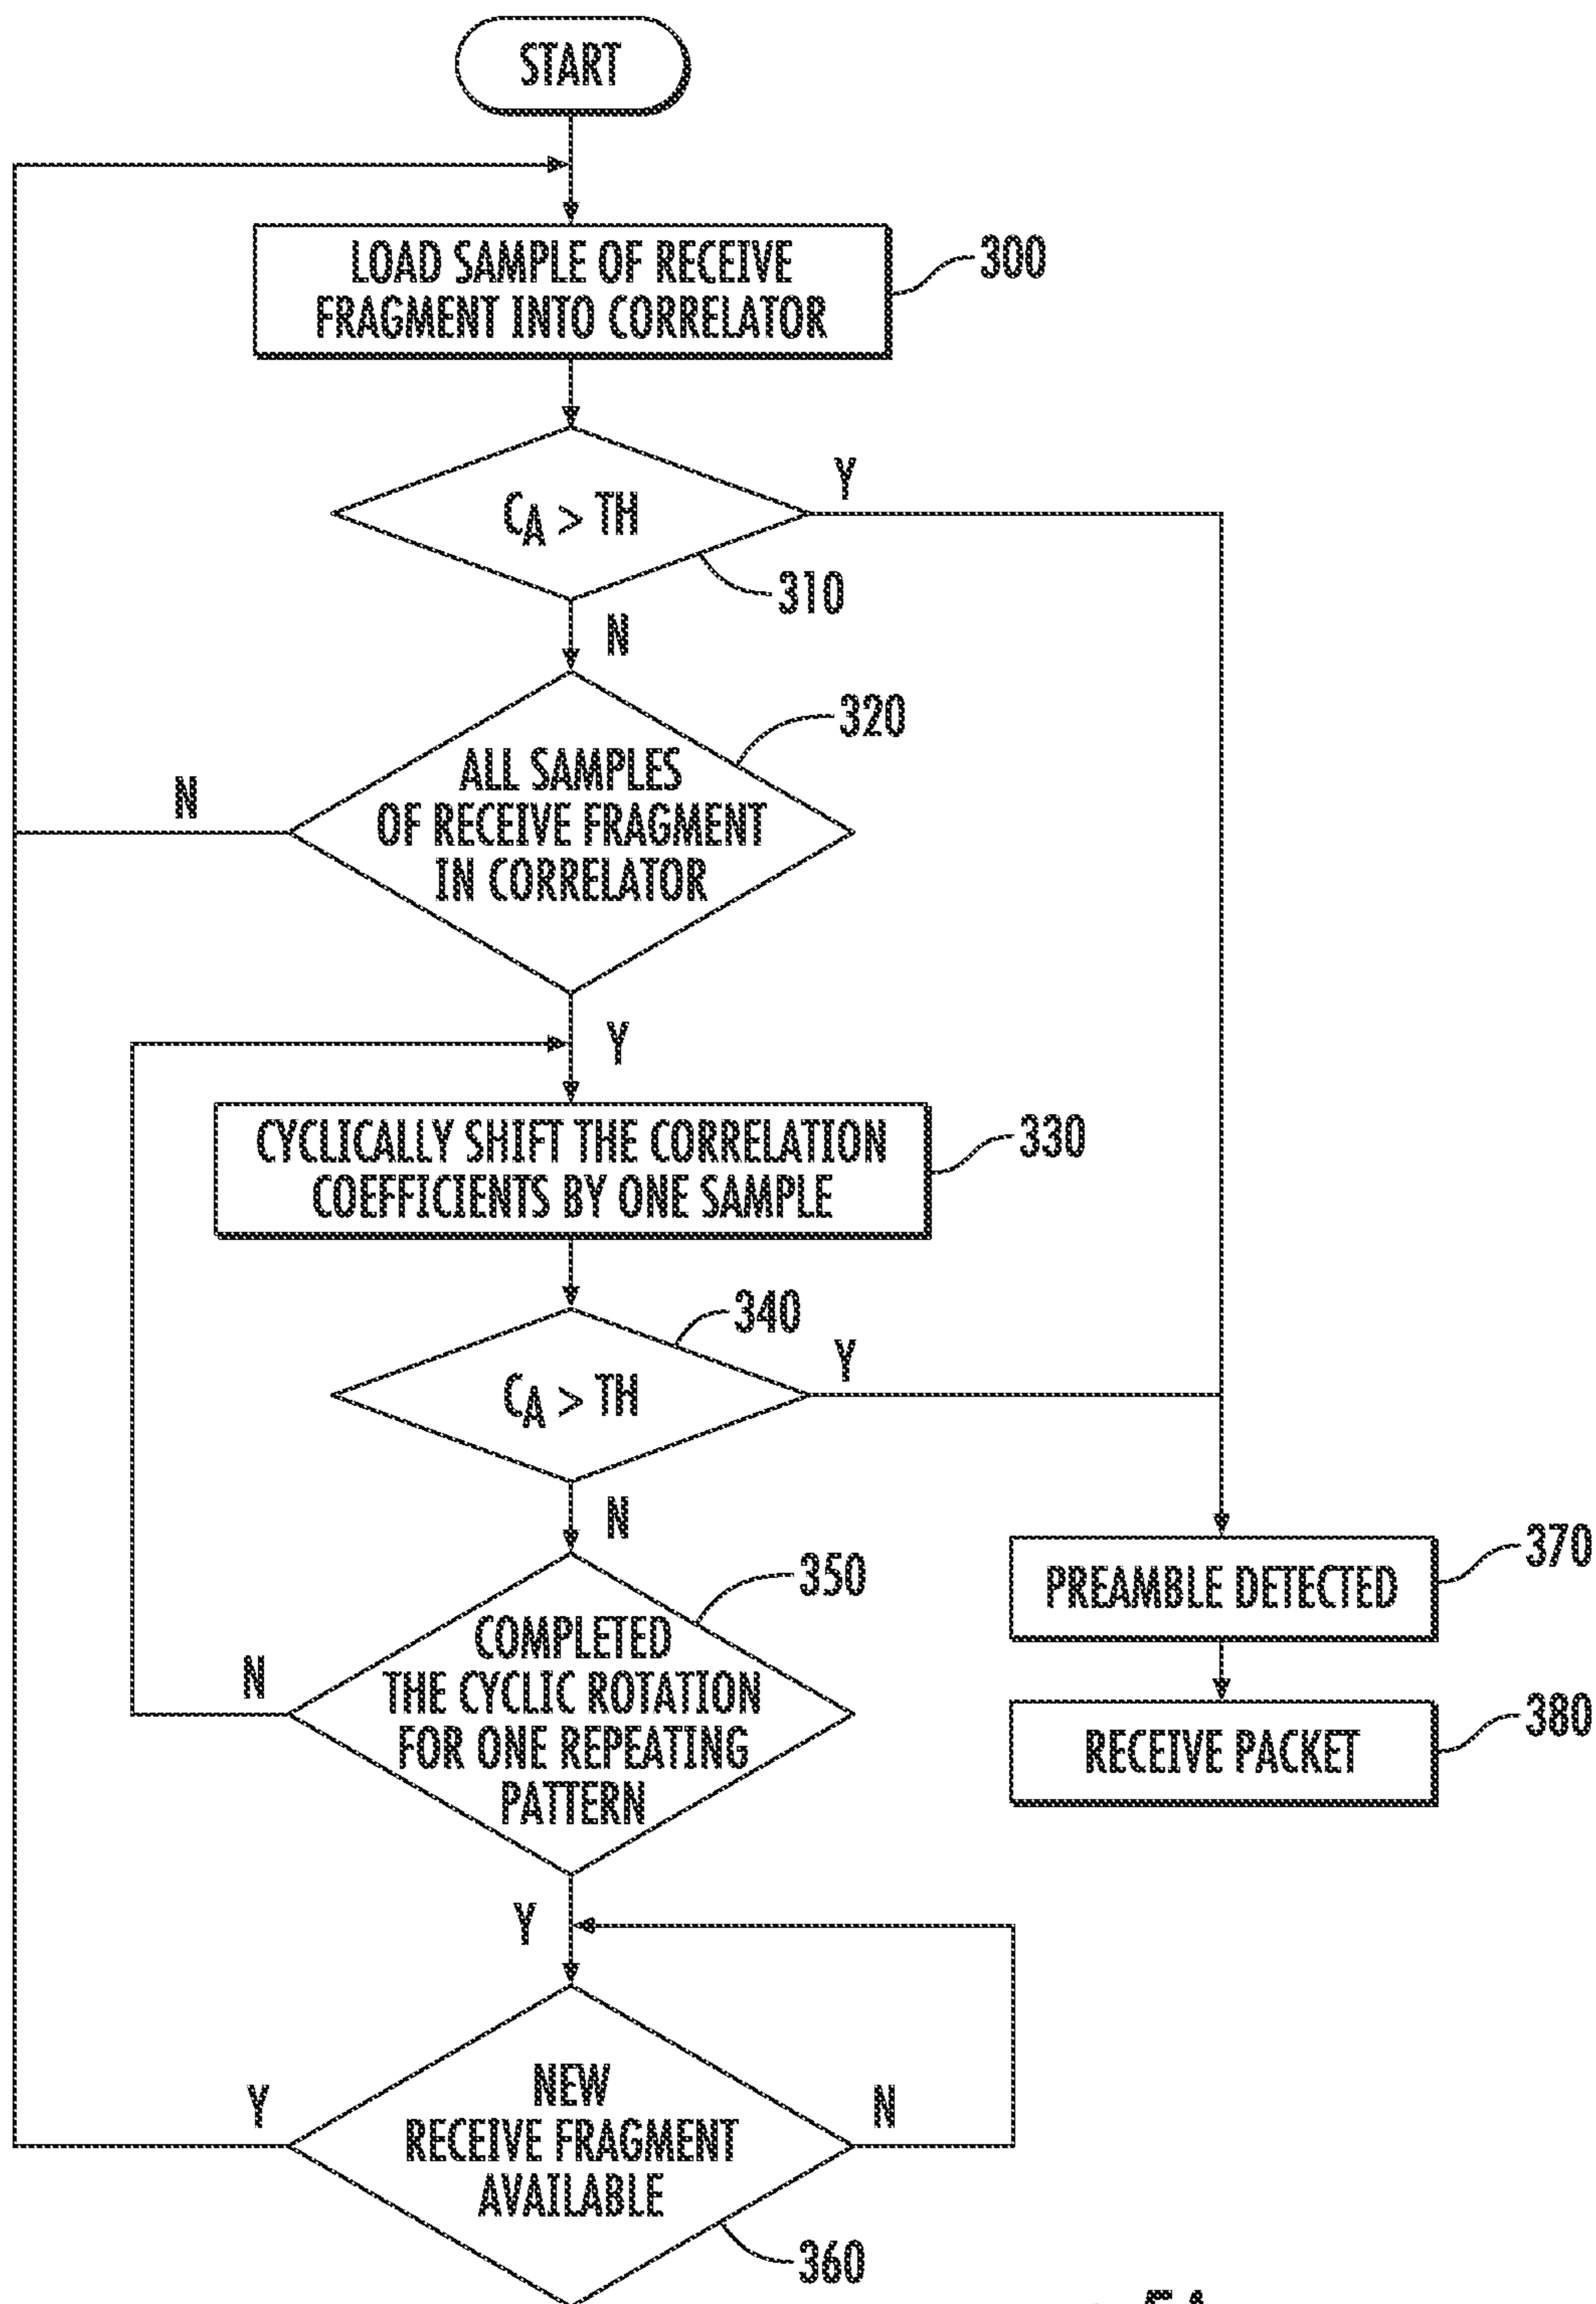 START
LOAD SAMPLE OF RECEIVE
FRAGMENT INTO CORRELATOR
300
CA > TH
Y
310
N
320
ALL SAMPLES
OF RECEIVE FRAGMENT
IN CORRELATOR
N
Y
CYCLICALLY SHIFT THE CORRELATION
COEFFICIENTS BY ONE SAMPLE
330
340
CA > TH
Y
N
350
COMPLETED
THE CYCLIC ROTATION
FOR ONE REPEATING
PATTERN
N
PREAMBLE DETECTED
370
RECEIVE PACKET
380
Y
NEW
RECEIVE FRAGMENT
AVAILABLE
Y
N
360